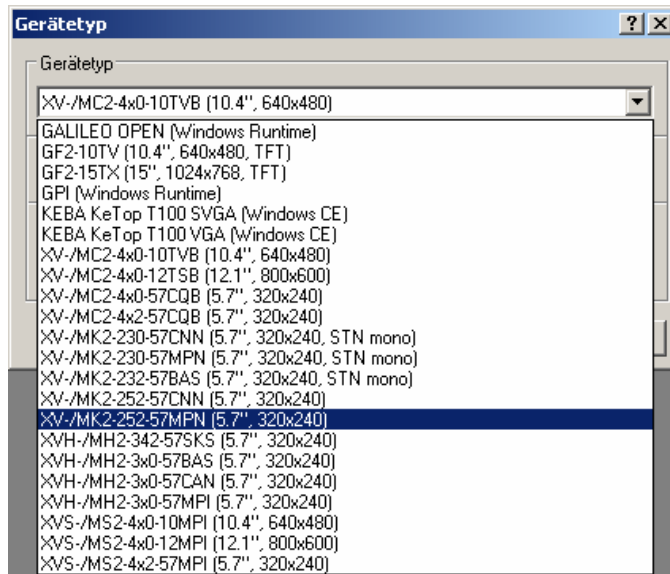 Gerätetyp
Gerätetyp
XV-/MC2-4x0-10TVB (10.4", 640x480)
GALILEO OPEN (Windows Runtime)
GF2-10TV (10.4", 640x480, TFT)
GF2-15TX (15", 1024x768, TFT)
GPI (Windows Runtime)
KEBA KeTop T100 SVGA (Windows CE)
KEBA KeTop T100 VGA (Windows CE)
XV-/MC2-4x0-10TVB (10.4", 640x480)
XV-/MC2-4x0-12TSB (12.1", 800x600)
XV-/MC2-4x0-57CQB (5.7", 320x240)
XV-/MC2-4x2-57CQB (5.7", 320x240)
XV-/MK2-230-57CNN (5.7", 320x240, STN mono)
XV-/MK2-230-57MPN (5.7", 320x240, STN mono)
XV-/MK2-232-57BAS (5.7", 320x240, STN mono)
XV-/MK2-252-57CNN (5.7", 320x240)
XV-/MK2-252-57MPN (5.7", 320x240)
XVH-/MH2-342-57SKS (5.7", 320x240)
XVH-/MH2-3x0-57BAS (5.7", 320x240)
XVH-/MH2-3x0-57CAN (5.7", 320x240)
XVH-/MH2-3x0-57MPI (5.7", 320x240)
XVS-/MS2-4x0-10MPI (10.4", 640x480)
XVS-/MS2-4x0-12MPI (12.1", 800x600)
XVS-/MS2-4x2-57MPI (5.7", 320x240)